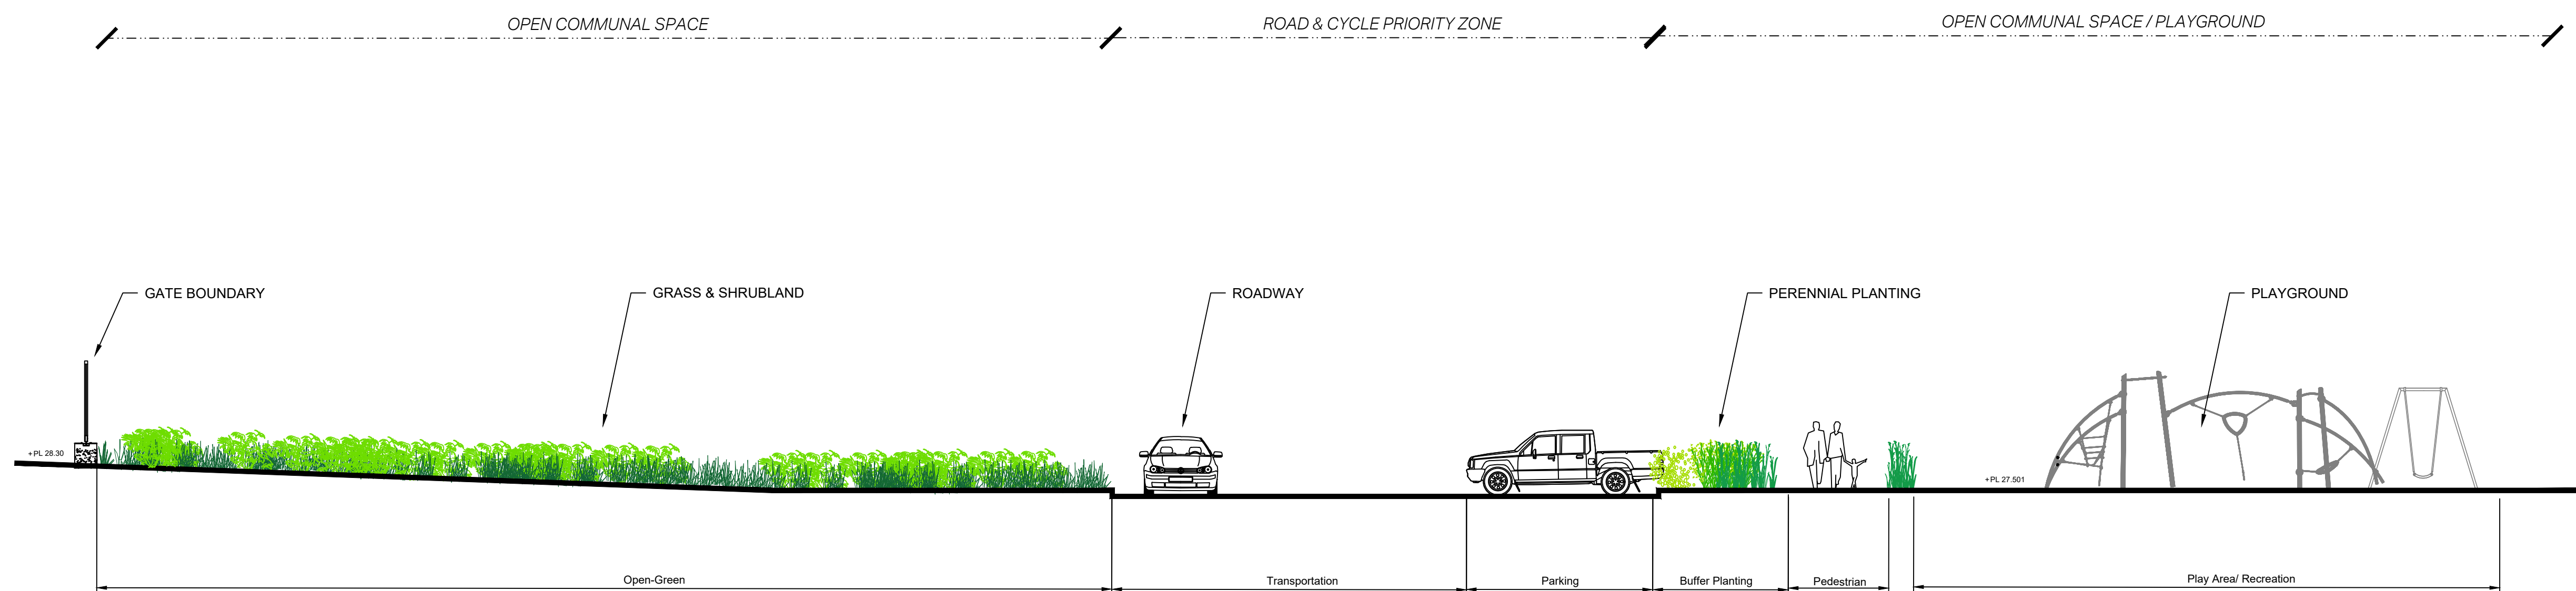 OPEN COMMUNAL SPACE
ROAD & CYCLE PRIORITY ZONE
OPEN COMMUNAL SPACE / PLAYGROUND
GATE BOUNDARY
GRASS & SHRUBLAND
ROADWAY
PERENNIAL PLANTING
PLAYGROUND
+PL 28.30
+PL 27.501
Open-Green
Transportation
Parking
Buffer Planting
Pedestrian
Play Area/ Recreation